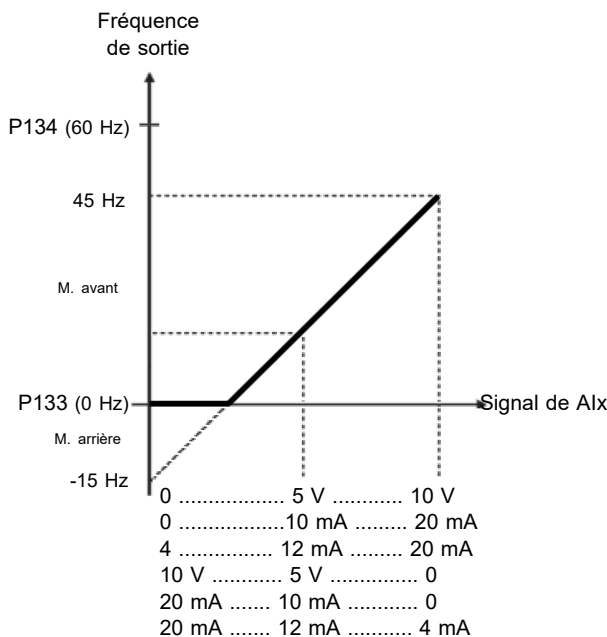 Fréquence
de sortie
P134 (60 Hz)
45 Hz
M. avant
P133 (0 Hz)
Signal de AIx
M. arrière
-15 Hz
0 ................ 5 V ........... 10 V
0 ................10 mA ......... 20 mA
4 ................. 12 mA ......... 20 mA
10 V ............ 5 V ............... 0
20 mA ....... 10 mA .............. 0
20 mA ....... 12 mA ........... 4 mA